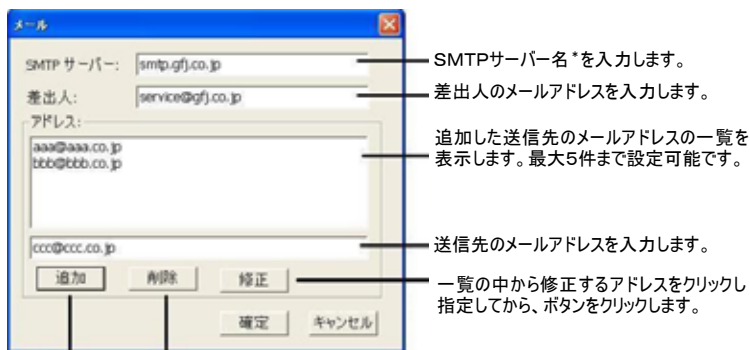 メール
SMTP サーバー: smtp.gfj.co.jp
SMTPサーバー名*を入力します。
差出人: service@gfj.co.jp
差出人のメールアドレスを入力します。
アドレス:
aaa@aaa.co.jp
bbb@bbb.co.jp
追加した送信先のメールアドレスの一覧を
表示します。最大5件まで設定可能です。
ccc@ccc.co.jp
送信先のメールアドレスを入力します。
追加 削除 修正
一覧の中から修正するアドレスをクリックし
指定してから、ボタンをクリックします。
確定 キャンセル